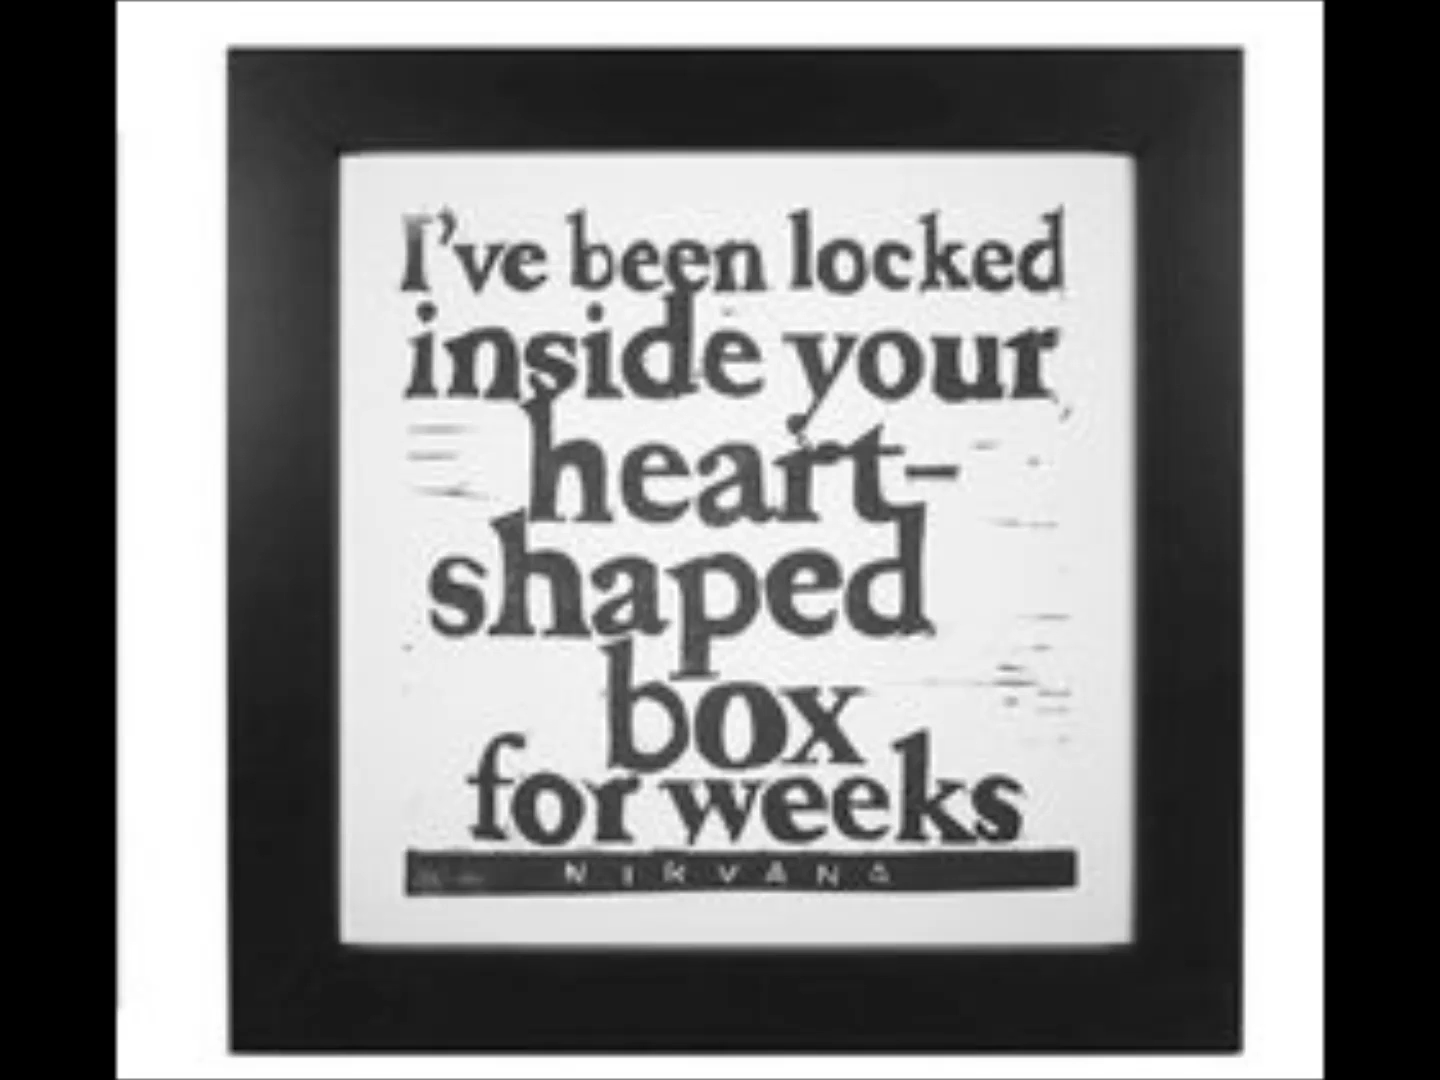 I've been locked
inside your
heart-
shaped
box
for weeks
NIRVANA